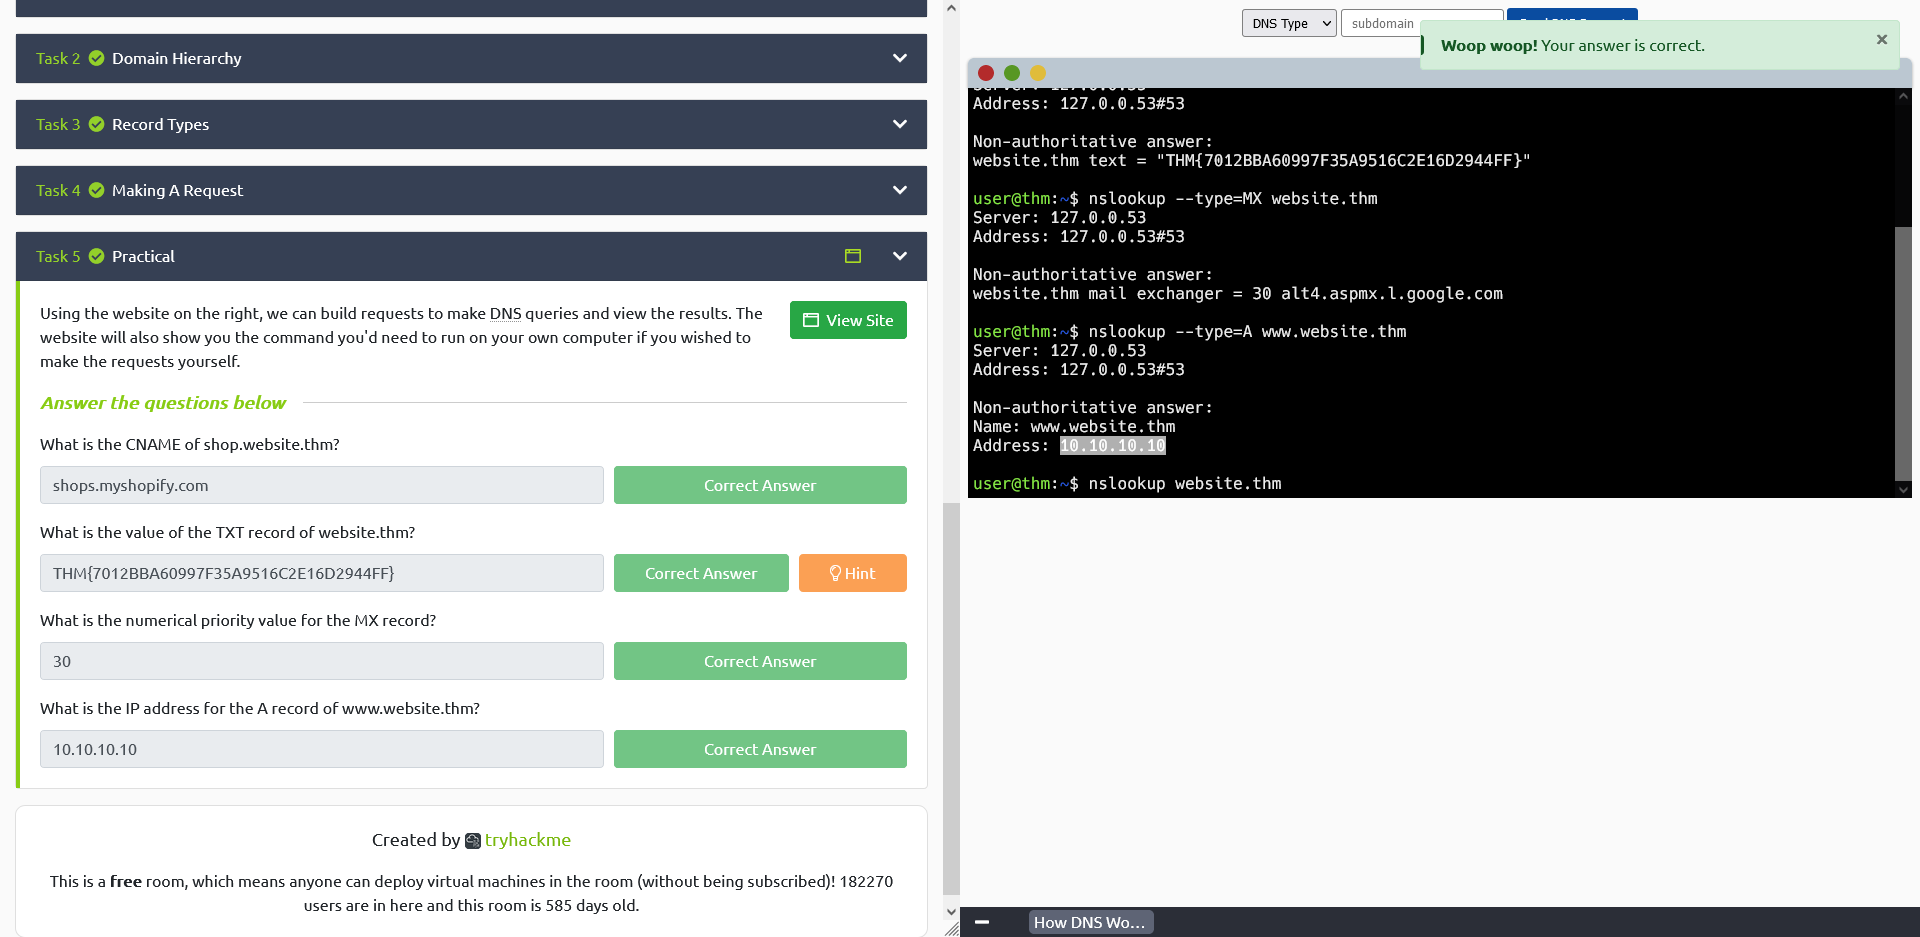 Task 2 Domain Hierarchy
Task 3 Record Types
Task 4 Making A Request
Task 5 Practical
Using the website on the right, we can build requests to make DNS queries and view the results. The
website will also show you the command you'd need to run on your own computer if you wished to
make the requests yourself.
View Site
Answer the questions below
What is the CNAME of shop.website.thm?
shops.myshopify.com
Correct Answer
What is the value of the TXT record of website.thm?
THM{7012BBA60997F35A9516C2E16D2944FF}
Correct Answer
Hint
What is the numerical priority value for the MX record?
30
Correct Answer
What is the IP address for the A record of www.website.thm?
10.10.10.10
Correct Answer
Created by tryhackme
This is a free room, which means anyone can deploy virtual machines in the room (without being subscribed)! 182270
users are in here and this room is 585 days old.
DNS Type
subdomain
Woop woop! Your answer is correct.
Server: 127.0.0.53
Address: 127.0.0.53#53
Non-authoritative answer:
website.thm text = "THM{7012BBA60997F35A9516C2E16D2944FF}"
user@thm:~$ nslookup --type=MX website.thm
Server: 127.0.0.53
Address: 127.0.0.53#53
Non-authoritative answer:
website.thm mail exchanger = 30 alt4.aspmx.l.google.com
user@thm:~$ nslookup --type=A www.website.thm
Server: 127.0.0.53
Address: 127.0.0.53#53
Non-authoritative answer:
Name: www.website.thm
Address: 10.10.10.10
user@thm:~$ nslookup website.thm
How DNS Wo...